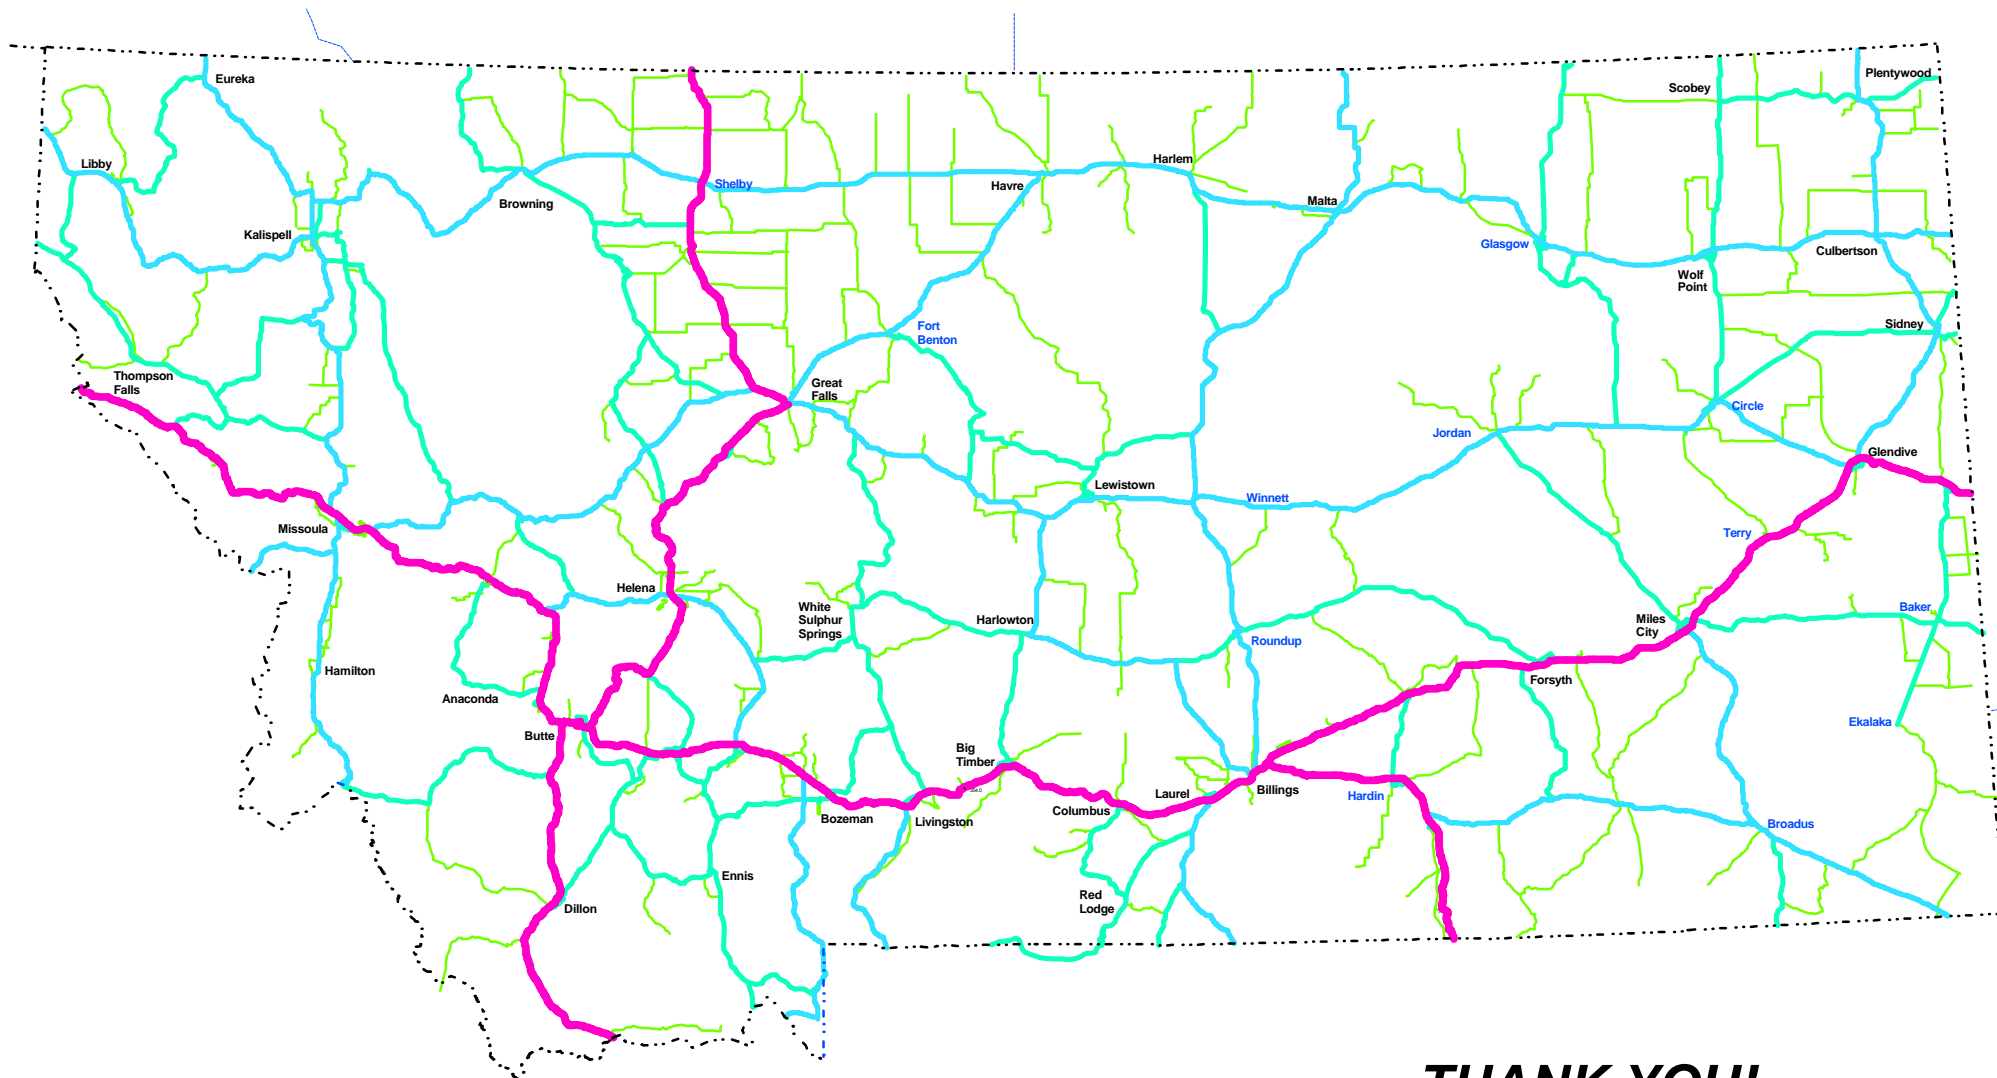 Eureka
Plentywood
Scobey
Libby
Harlem
Shelby
Havre
Browning
Malta
Kalispell
Glasgow
Culbertson
Wolf
Point
Fort
Benton
Sidney
Thompson
Falls
Great
Falls
Circle
Jordan
Glendive
Lewistown
Winnett
Missoula
Terry
Helena
White
Sulphur
Springs
Harlowton
Baker
Miles
City
Roundup
Hamilton
Anaconda
Forsyth
Butte
Ekalaka
Big
Timber
Billings
Laurel
Hardin
Columbus
Bozeman
Livingston
Broadus
Ennis
Red
Lodge
Dillon
THANK YOU!